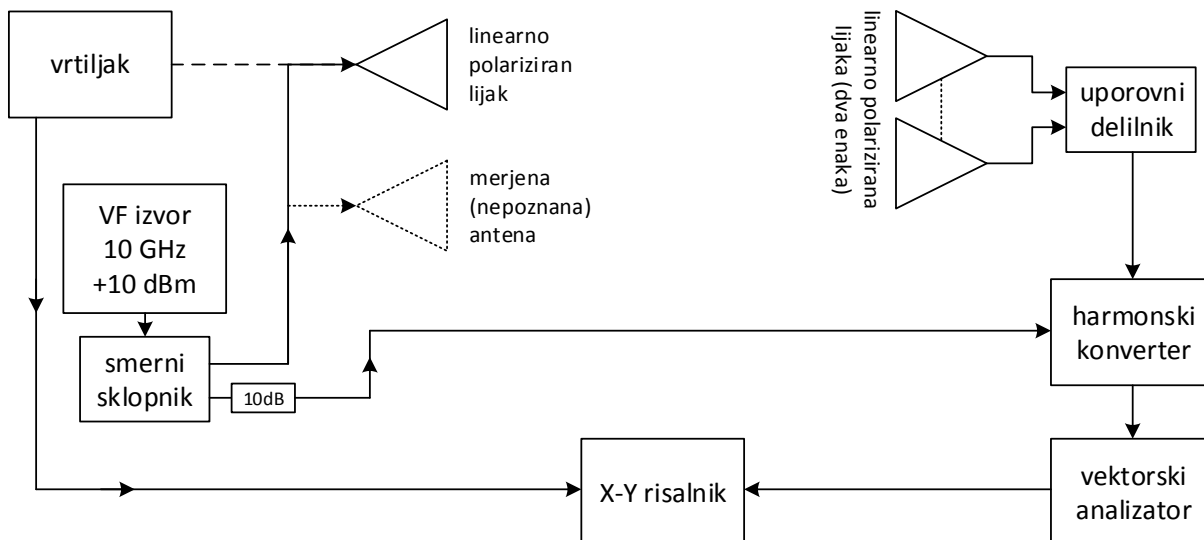 vrtiljak
linearno
polariziran
lijak
linearno polarizirana
lijaka (dva enaka)
uporovni
delilnik
VF izvor
10 GHz
+10 dBm
merjena
(nepoznana)
antena
smerni
sklopnik
10dB
harmonski
konverter
X-Y risalnik
vektorski
analizator